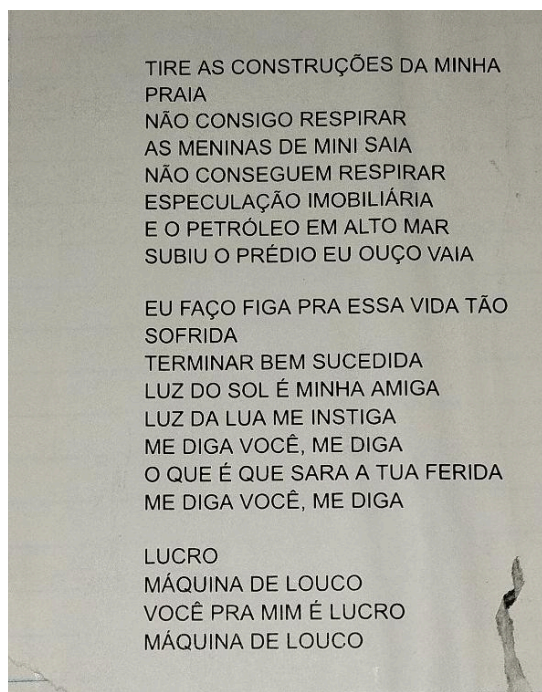 TIRE AS CONSTRUÇÕES DA MINHA
PRAIA
NÃO CONSIGO RESPIRAR
AS MENINAS DE MINI SAIA
NÃO CONSEGUEM RESPIRAR
ESPECULAÇÃO IMOBILIÁRIA
E O PETRÓLEO EM ALTO MAR
SUBIU O PRÉDIO EU OUÇO VAIA

EU FAÇO FIGA PRA ESSA VIDA TÃO
SOFRIDA
TERMINAR BEM SUCEDIDA
LUZ DO SOL É MINHA AMIGA
LUZ DA LUA ME INSTIGA
ME DIGA VOCÊ, ME DIGA
O QUE É QUE SARA A TUA FERIDA
ME DIGA VOCÊ, ME DIGA

LUCRO
MÁQUINA DE LOUCO
VOCÊ PRA MIM É LUCRO
MÁQUINA DE LOUCO